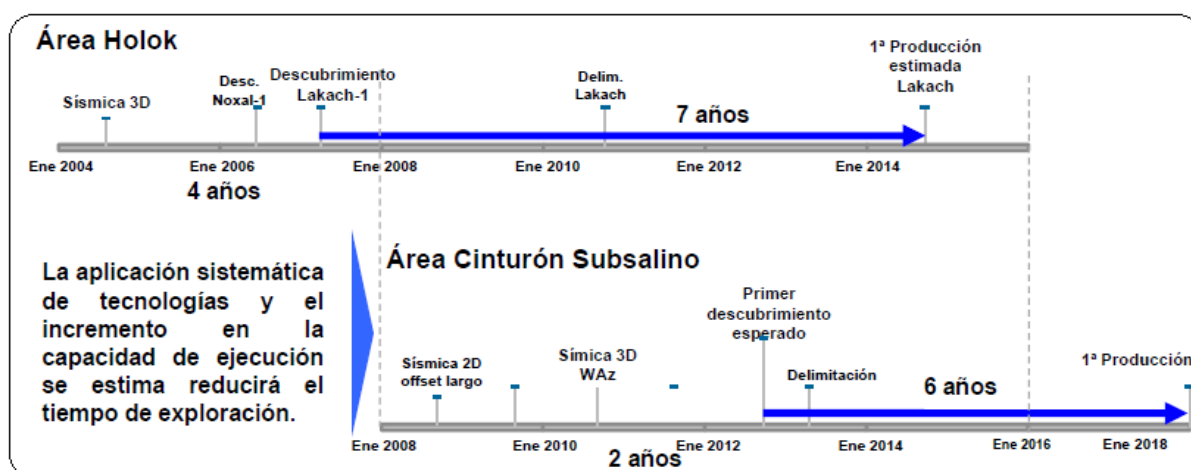 Área Holok
Sísmica 3D
Desc.
Noxal-1
Descubrimiento
Lakach-1
Delim.
Lakach
1ª Producción
estimada
Lakach
7 años
Ene 2004
Ene 2006
Ene 2008
Ene 2010
Ene 2012
Ene 2014
4 años
La aplicación sistemática
de tecnologías y el
incremento en la
capacidad de ejecución
se estima reducirá el
tiempo de exploración.
Área Cinturón Subsalino
Sísmica 2D
offset largo
Símica 3D
WAz
Primer
descubrimiento
esperado
Delimitación
6 años
1ª Producción
Ene 2008
Ene 2010
Ene 2012
Ene 2014
Ene 2016
Ene 2018
2 años